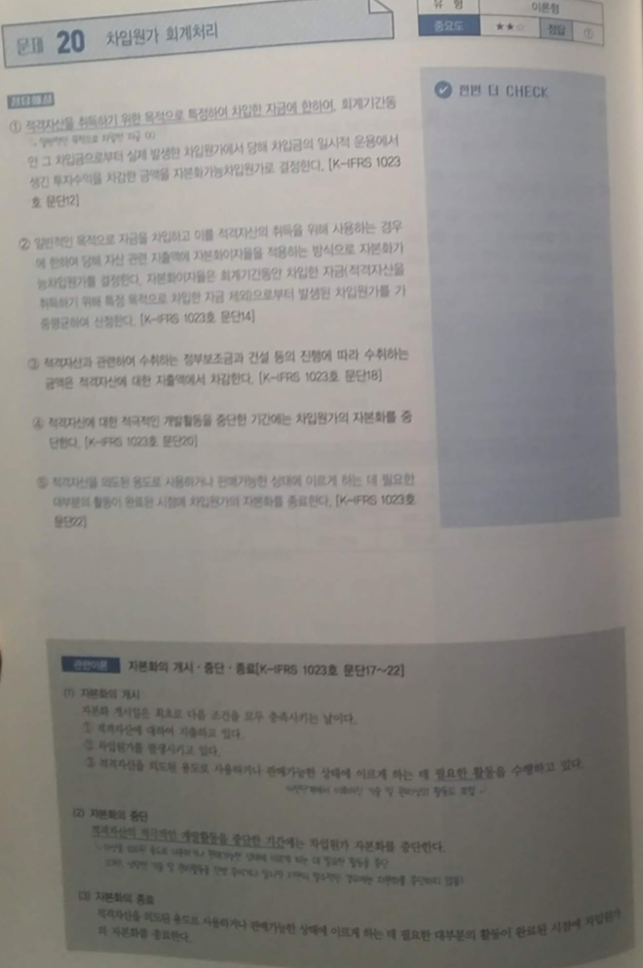 유 형 이론형
문제 20 차입원가 회계처리
중요도 ★★☆ 정답 ①
정답해설
한번 더 CHECK
① 적격자산을 취득하기 위한 목적으로 특정하여 차입한 자금에 한하여, 회계기간동
일반적인 목적으로 차입한 자금 (X)
안 그 차입금으로부터 실제 발생한 차입원가에서 당해 차입금의 일시적 운용에서
생긴 투자수익을 차감한 금액을 자본화가능차입원가로 결정한다. [K-IFRS 1023
호 문단12]
② 일반적인 목적으로 자금을 차입하고 이를 적격자산의 취득을 위해 사용하는 경우
에 한하여 당해 자산 관련 지출액에 자본화이자율을 적용하는 방식으로 자본화가
능차입원가를 결정한다. 자본화이자율은 회계기간동안 차입한 자금(적격자산을
취득하기 위해 특정 목적으로 차입한 자금 제외)으로부터 발생된 차입원가를 가
중평균하여 산정한다. [K-IFRS 1023호 문단14]
③ 적격자산과 관련하여 수취하는 정부보조금과 건설 등의 진행에 따라 수취하는
금액은 적격자산에 대한 지출액에서 차감한다. [K-IFRS 1023호 문단18]
④ 적격자산에 대한 적극적인 개발활동을 중단한 기간에는 차입원가의 자본화를 중
단한다. [K-IFRS 1023호 문단20]
⑤ 적격자산을 의도된 용도로 사용하거나 판매가능한 상태에 이르게 하는 데 필요한
대부분의 활동이 완료된 시점에 차입원가의 자본화를 종료한다. [K-IFRS 1023호
문단22]
관련이론 자본화의 개시·중단·종료[K-IFRS 1023호 문단17~22]
(1) 자본화의 개시
자본화 개시일은 최초로 다음 조건을 모두 충족시키는 날이다.
① 적격자산에 대하여 지출하고 있다.
② 차입원가를 발생시키고 있다.
③ 적격자산을 의도된 용도로 사용하거나 판매가능한 상태에 이르게 하는 데 필요한 활동을 수행하고 있다.
(2) 자본화의 중단
적격자산의 적극적인 개발활동을 중단한 기간에는 차입원가 자본화를 중단한다.
(3) 자본화의 종료
적격자산을 의도된 용도로 사용하거나 판매가능한 상태에 이르게 하는 데 필요한 대부분의 활동이 완료된 시점에 차입원가
의 자본화를 종료한다.